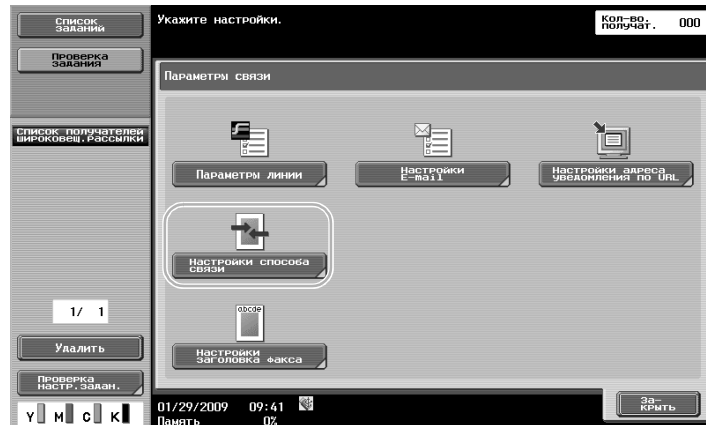 Список
заданий
Проверка
задания
Список получателей
широковещ.рассылки
1/ 1
Удалить
Проверка
настр.задан.
Y M C K
Укажите настройки.
Кол-во.
получат. 000
Параметры связи
Параметры линии
Настройки
E-mail
Настройки адреса
уведомления по URL
Настройки способа
связи
abcde
Настройки
заголовка факса
01/29/2009 09:41
Память 0%
За-
крыть